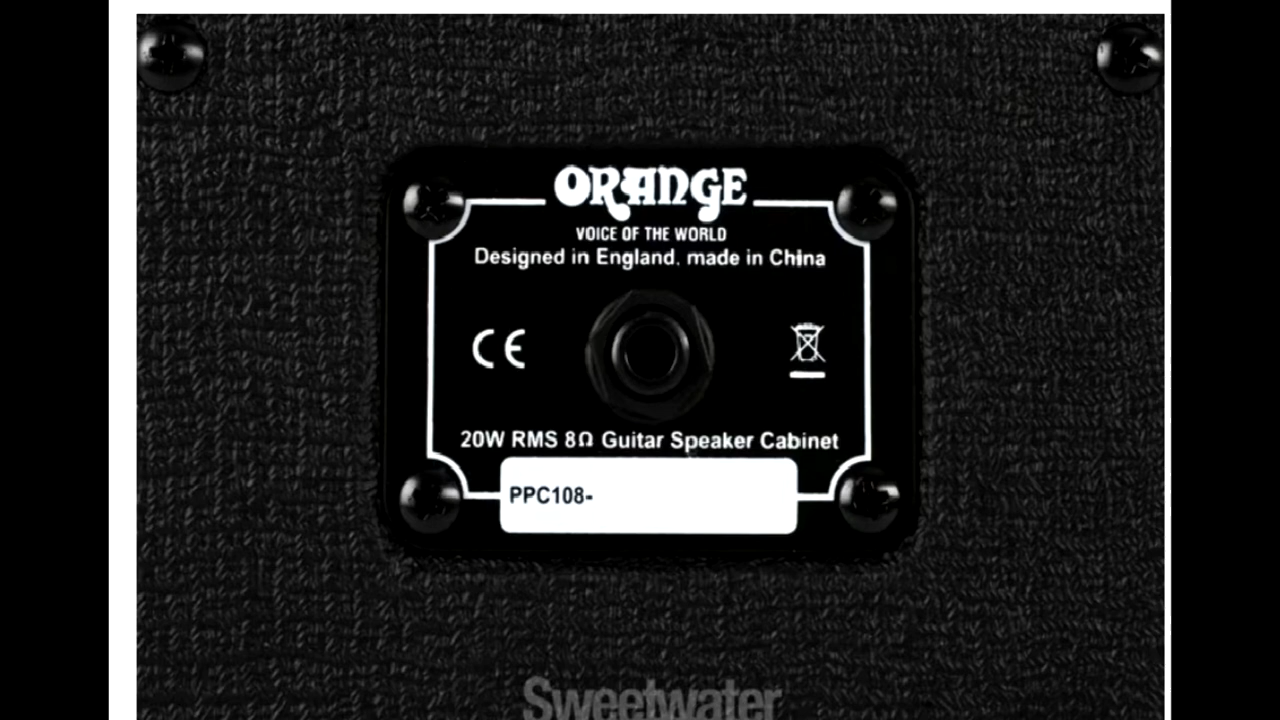 ORANGE
VOICE OF THE WORLD
Designed in England. made in China
CE
20W RMS 8Ω Guitar Speaker Cabinet
PPC108-
Sweetwater